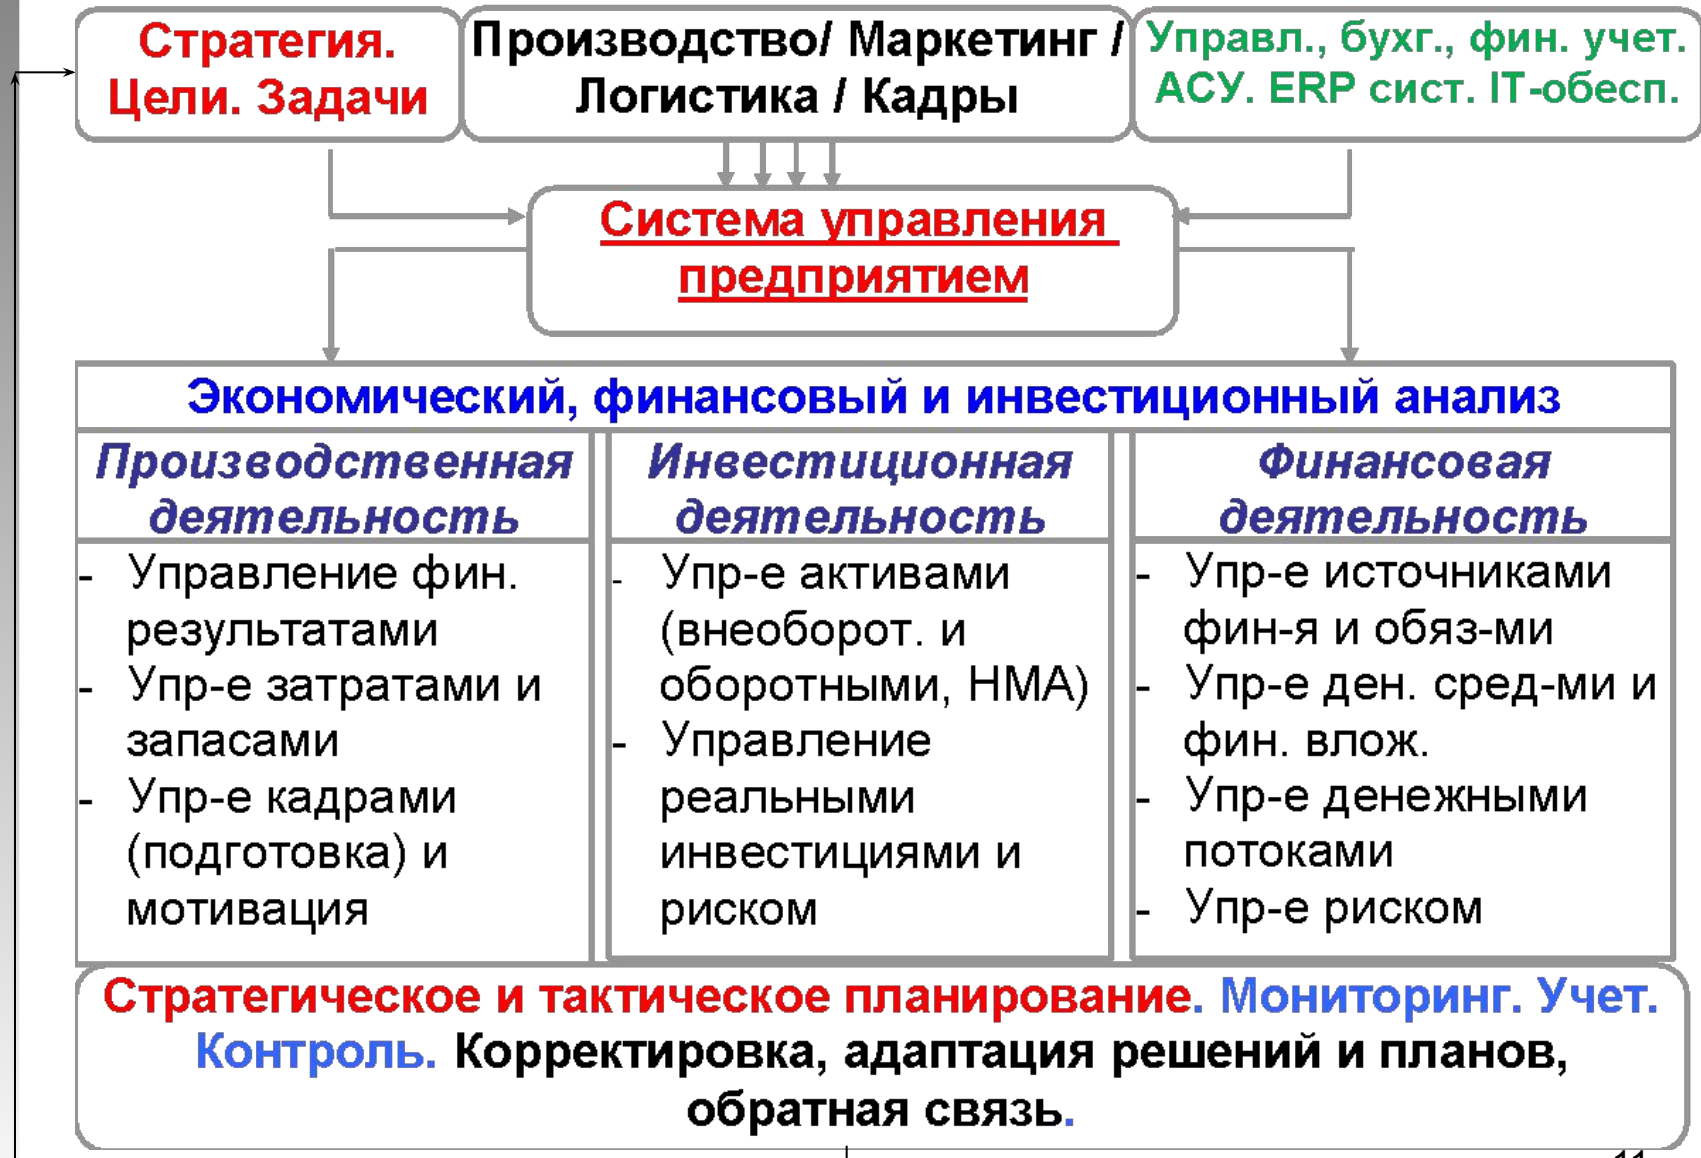 Стратегия.
Цели. Задачи
Производство/ Маркетинг /
Логистика / Кадры
Управл., бухг., фин. учет.
АСУ. ERP сист. IT-обесп.
Система управления
предприятием
Экономический, финансовый и инвестиционный анализ
Производственная
деятельность
- Управление фин.
результатами
- Упр-е затратами и
запасами
- Упр-е кадрами
(подготовка) и
мотивация
Инвестиционная
деятельность
- Упр-е активами
(внеоборот. и
оборотными, НМА)
- Управление
реальными
инвестициями и
риском
Финансовая
деятельность
- Упр-е источниками
фин-я и обяз-ми
- Упр-е ден. сред-ми и
фин. влож.
- Упр-е денежными
потоками
- Упр-е риском
Стратегическое и тактическое планирование. Мониторинг. Учет.
Контроль. Корректировка, адаптация решений и планов,
обратная связь.